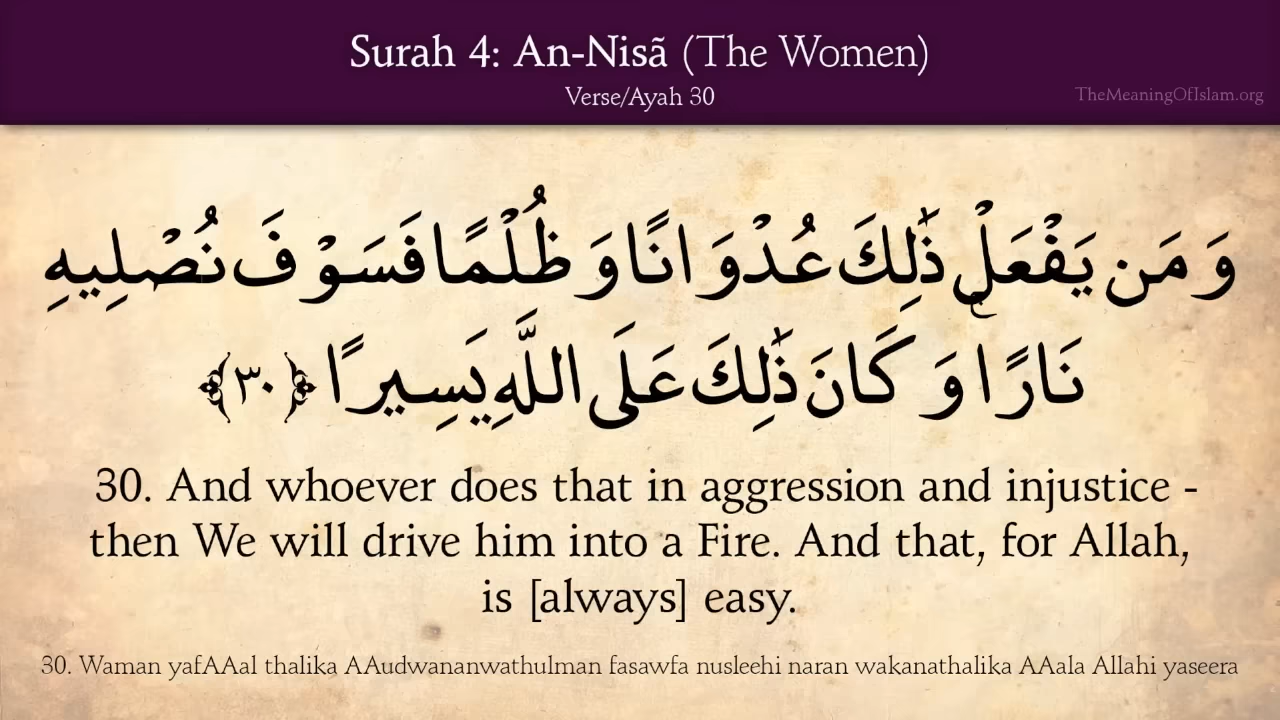 Surah 4: An-Nisã (The Women)
Verse/Ayah 30
TheMeaningOfIslam.org
وَمَن يَفْعَلْ ذَٰلِكَ عُدْوَانًا وَظُلْمًا فَسَوْفَ نُصْلِيهِ
نَارًا وَكَانَ ذَٰلِكَ عَلَى اللَّهِ يَسِيرًا ﴿٣٠﴾
30. And whoever does that in aggression and injustice -
then We will drive him into a Fire. And that, for Allah,
is [always] easy.
30. Waman yafAAal thalika AAudwananwathulman fasawfa nusleehi naran wakanathalika AAala Allahi yaseera